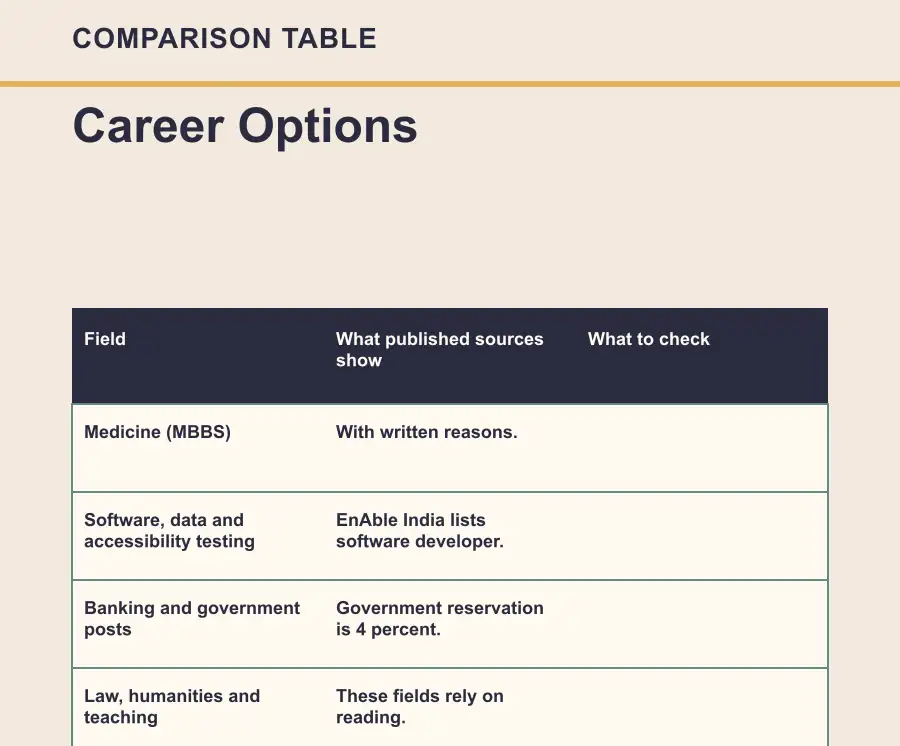 COMPARISON TABLE
Career Options
Field
What published sources
show
What to check
Medicine (MBBS)
With written reasons.
Software, data and
accessibility testing
EnAble India lists
software developer.
Banking and government
posts
Government reservation
is 4 percent.
Law, humanities and
teaching
These fields rely on
reading.